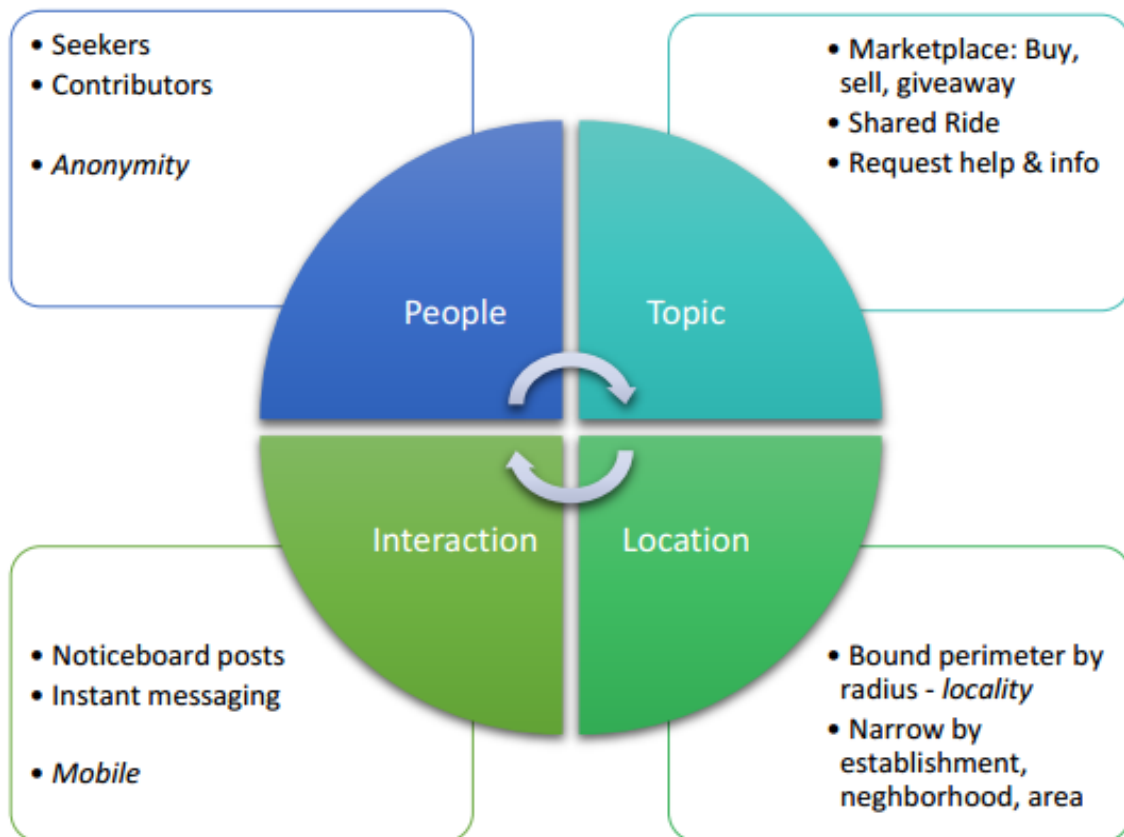 • Seekers
• Contributors
• Anonymity
• Marketplace: Buy,
sell, giveaway
• Shared Ride
• Request help & info
People
Topic
Interaction
Location
• Noticeboard posts
• Instant messaging
• Mobile
• Bound perimeter by
radius - locality
• Narrow by
establishment,
neghborhood, area